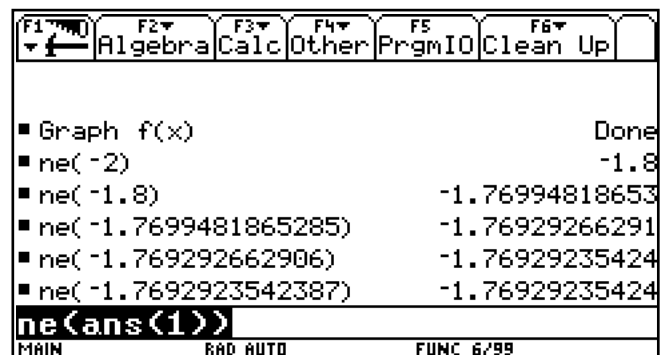 F1 F2 Algebra F3 Calc F4 Other F5 PrgmIO F6 Clean Up
▪ Graph f(x) Done
▪ ne(⁻2) ⁻1.8
▪ ne(⁻1.8) ⁻1.76994818653
▪ ne(⁻1.7699481865285) ⁻1.76929266291
▪ ne(⁻1.769292662906) ⁻1.76929235424
▪ ne(⁻1.7692923542387) ⁻1.76929235424
ne(ans(1))
MAIN RAD AUTO FUNC 6/99